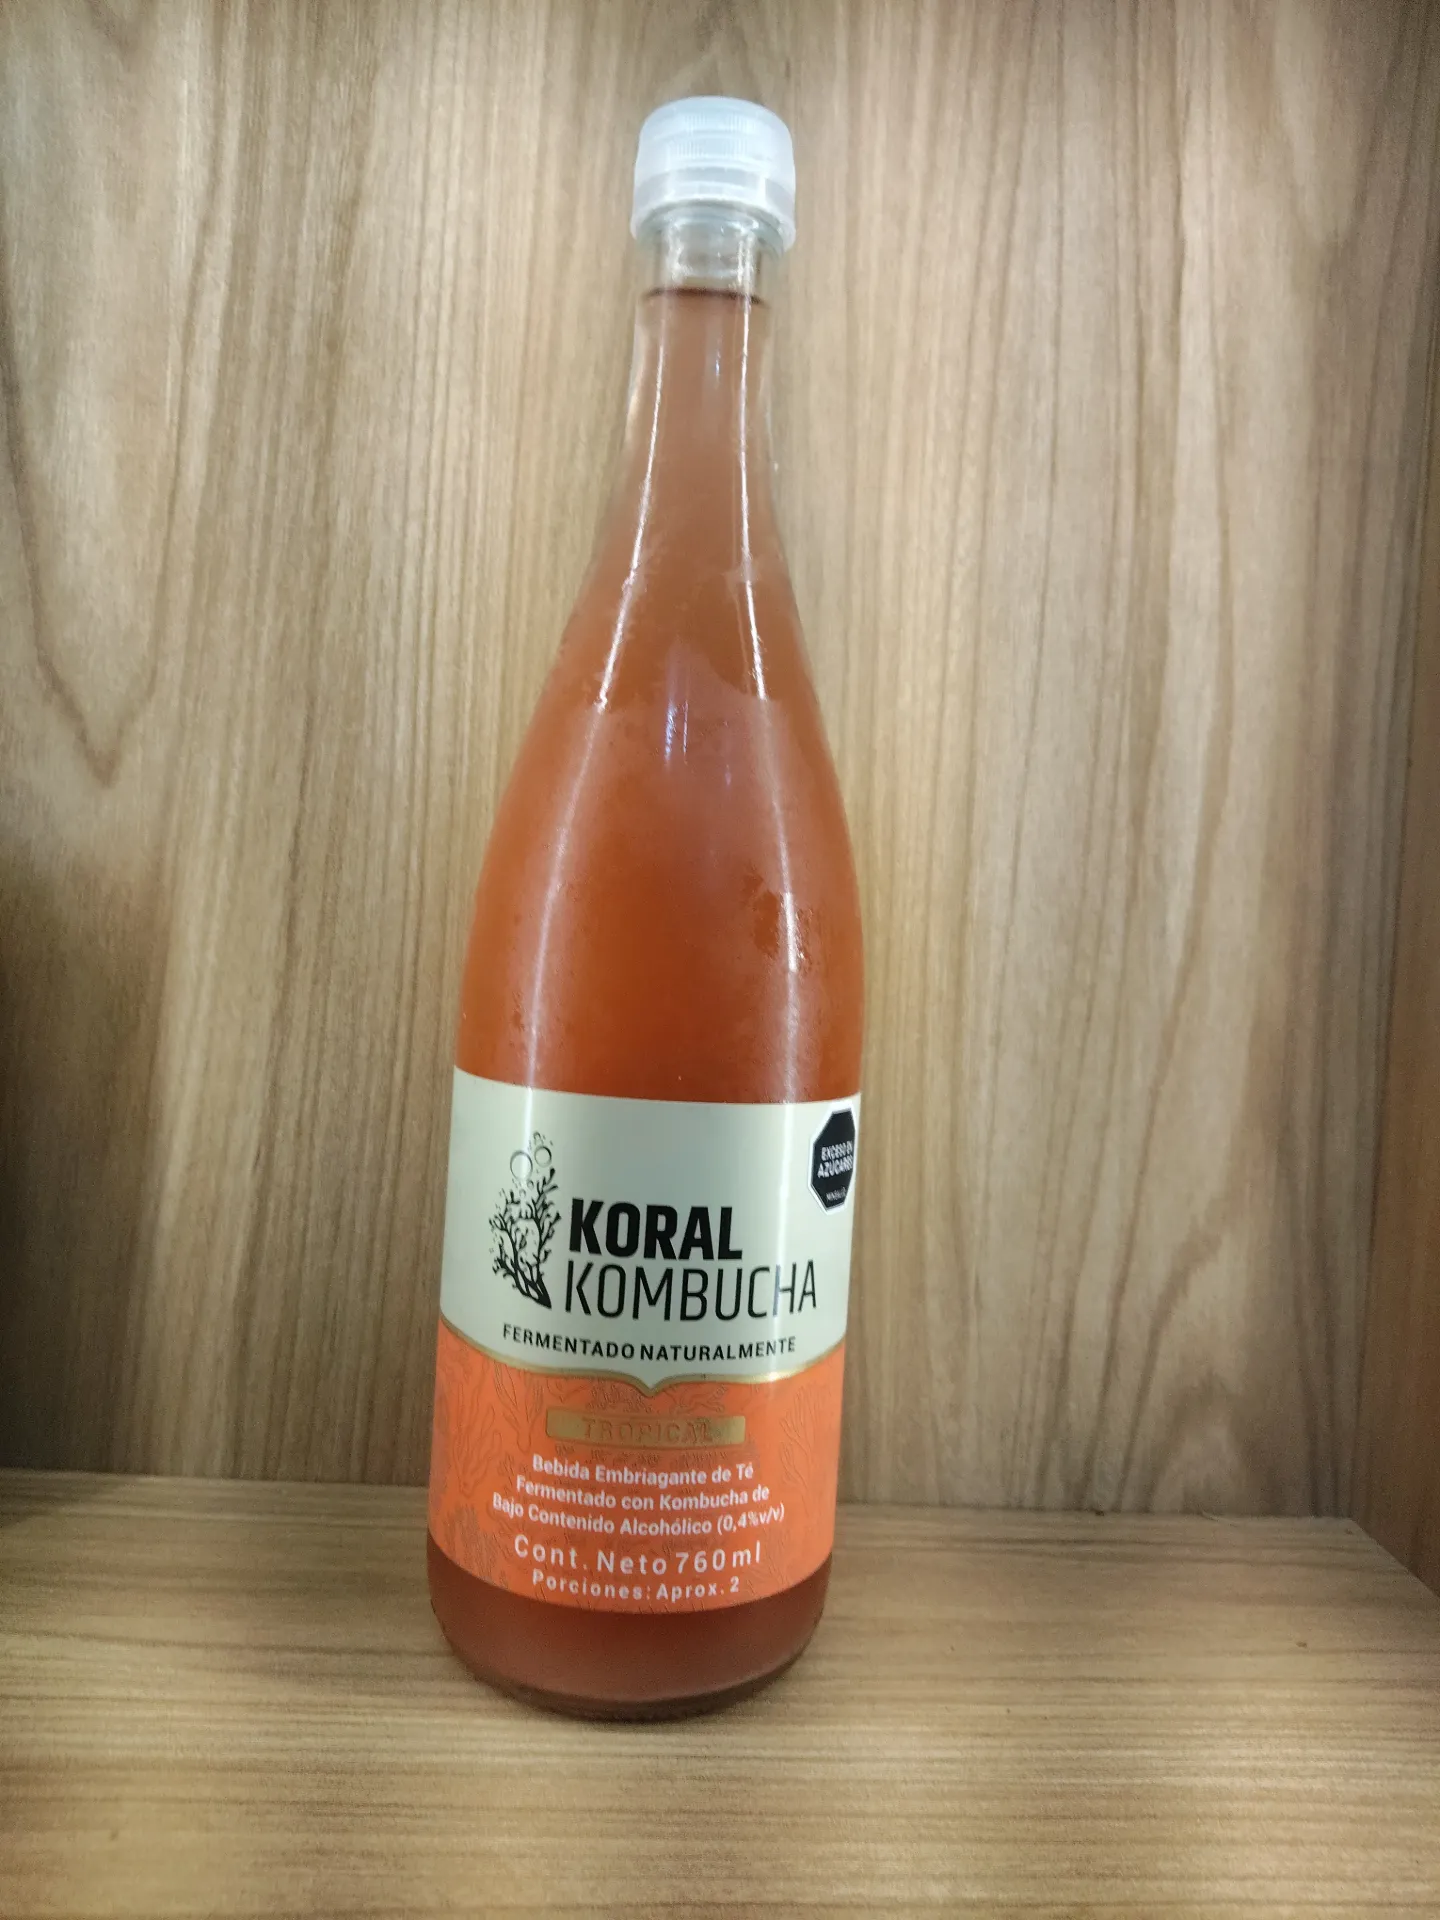 EXCESO EN
AZÚCARES
MINSALUD
KORAL
KOMBUCHA
FERMENTADO NATURALMENTE
TROPICAL
Bebida Embriagante de Té
Fermentado con Kombucha de
Bajo Contenido Alcohólico (0,4%v/v)
Cont. Neto 760ml
Porciones: Aprox. 2